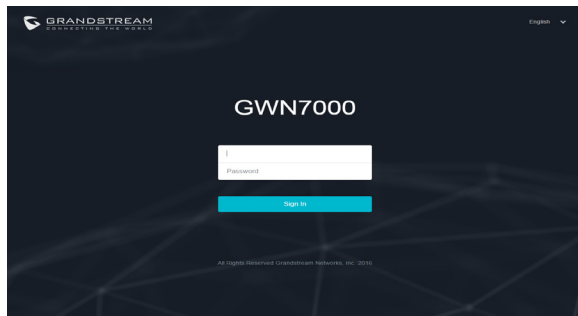 GRANDSTREAM
CONNECTING THE WORLD
English
GWN7000
Password
Sign In
All Rights Reserved Grandstream Networks, Inc. 2016